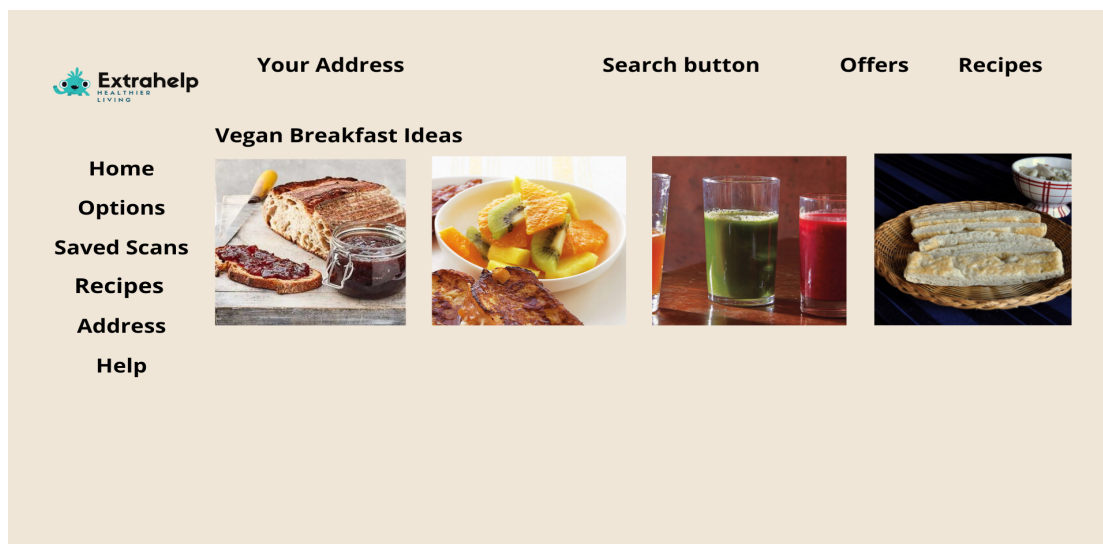 Extrahelp
HEALTHIER
LIVING
Your Address
Search button
Offers
Recipes
Vegan Breakfast Ideas
Home
Options
Saved Scans
Recipes
Address
Help